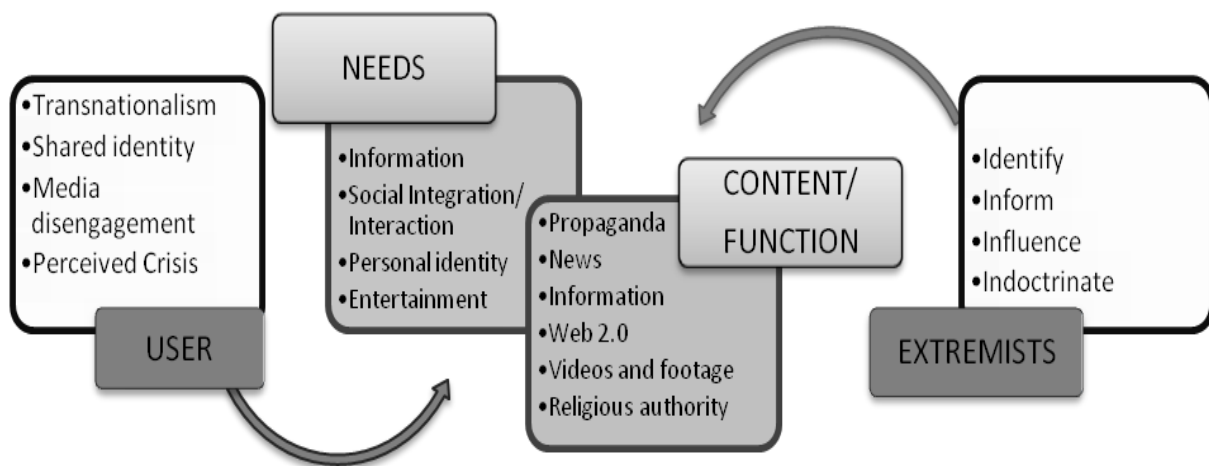 •Transnationalism
•Shared identity
•Media
disengagement
•Perceived Crisis
USER
NEEDS
•Information
•Social Integration/
Interaction
•Personal identity
•Entertainment
CONTENT/
FUNCTION
•Propaganda
•News
•Information
•Web 2.0
•Videos and footage
•Religious authority
•Identify
•Inform
•Influence
•Indoctrinate
EXTREMISTS